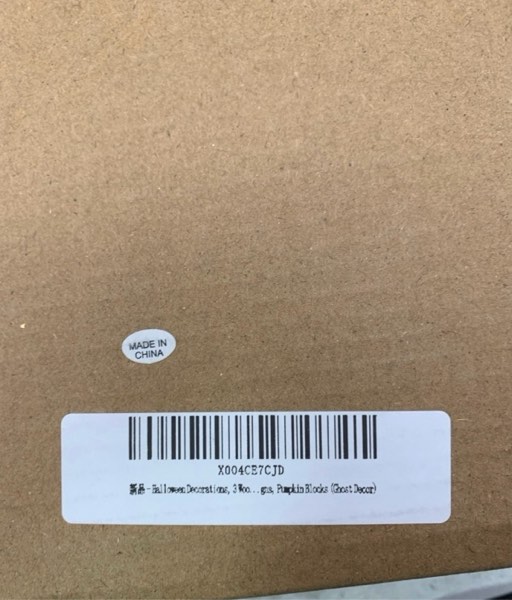 MADE IN
CHINA
X004CE7CJD
新品 - Halloween Decorations, 3 Woo...gns, Pumpkin Blocks (Ghost Decor)